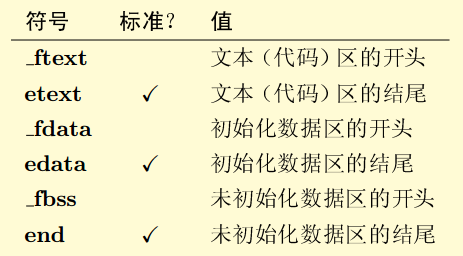 符号 标准? 值
_ftext 文本(代码)区的开头
etext ✓ 文本(代码)区的结尾
_fdata 初始化数据区的开头
edata ✓ 初始化数据区的结尾
_fbss 未初始化数据区的开头
end ✓ 未初始化数据区的结尾